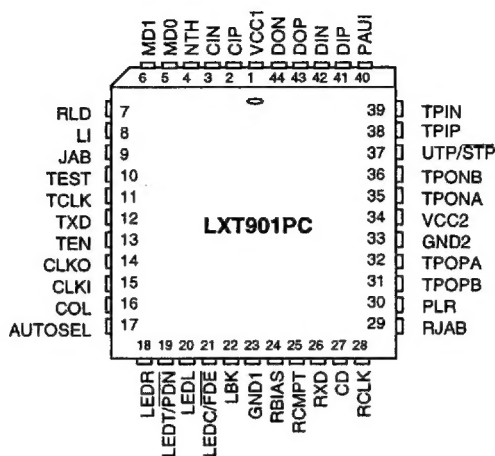 MD1 MD0 NTH CIN CIP VCC1 DON DOP DIN DIP PAUI
6 5 4 3 2 1 44 43 42 41 40
RLD 7
LI 8
JAB 9
TEST 10
TCLK 11
TXD 12
TEN 13
CLKO 14
CLKI 15
COL 16
AUTOSEL 17
LXT901PC
39 TPIN
38 TPIP
37 UTP/STP
36 TPONB
35 TPONA
34 VCC2
33 GND2
32 TPOPA
31 TPOPB
30 PLR
29 RJAB
18 19 20 21 22 23 24 25 26 27 28
LEDR LEDT/PDN LEDL LEDC/FDE LBK GND1 RBIAS RCMPT RXD CD RCLK